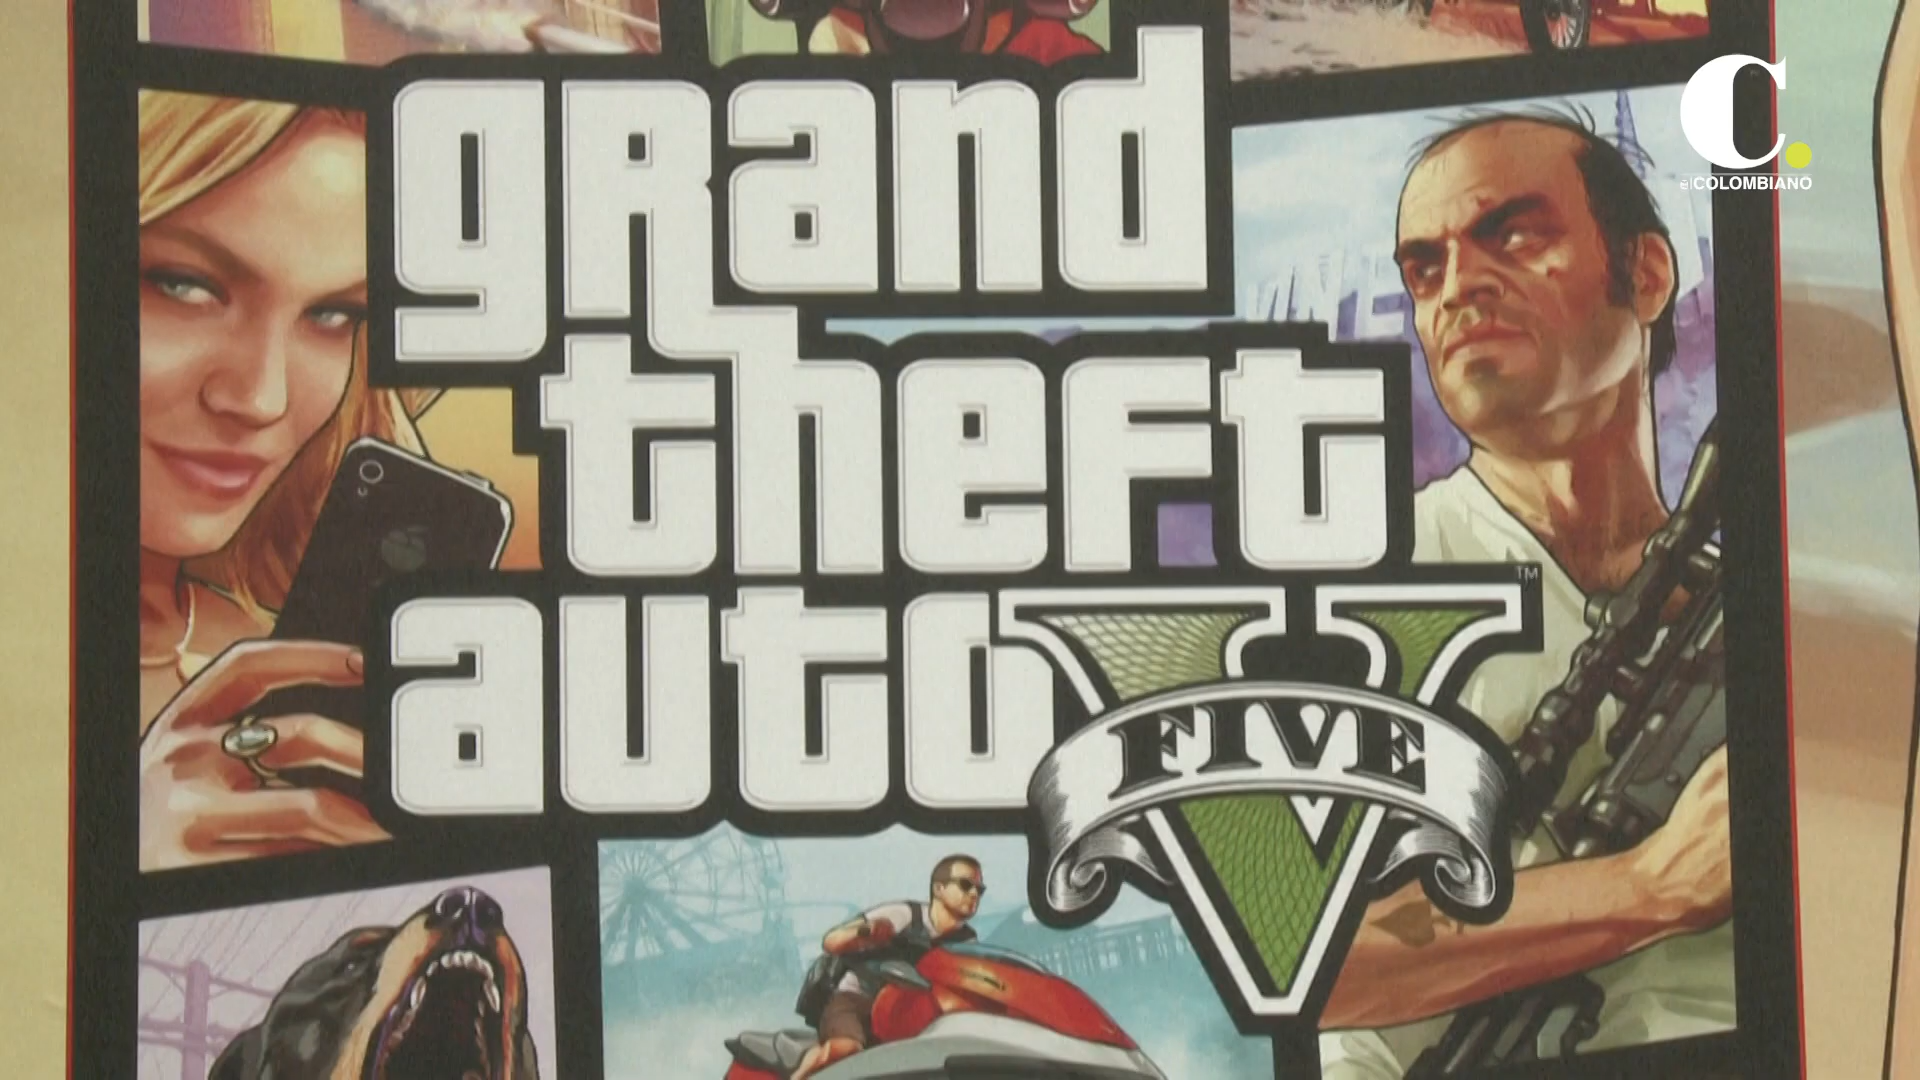 grand
theft
auto V
TM
FIVE
C.
elCOLOMBIANO